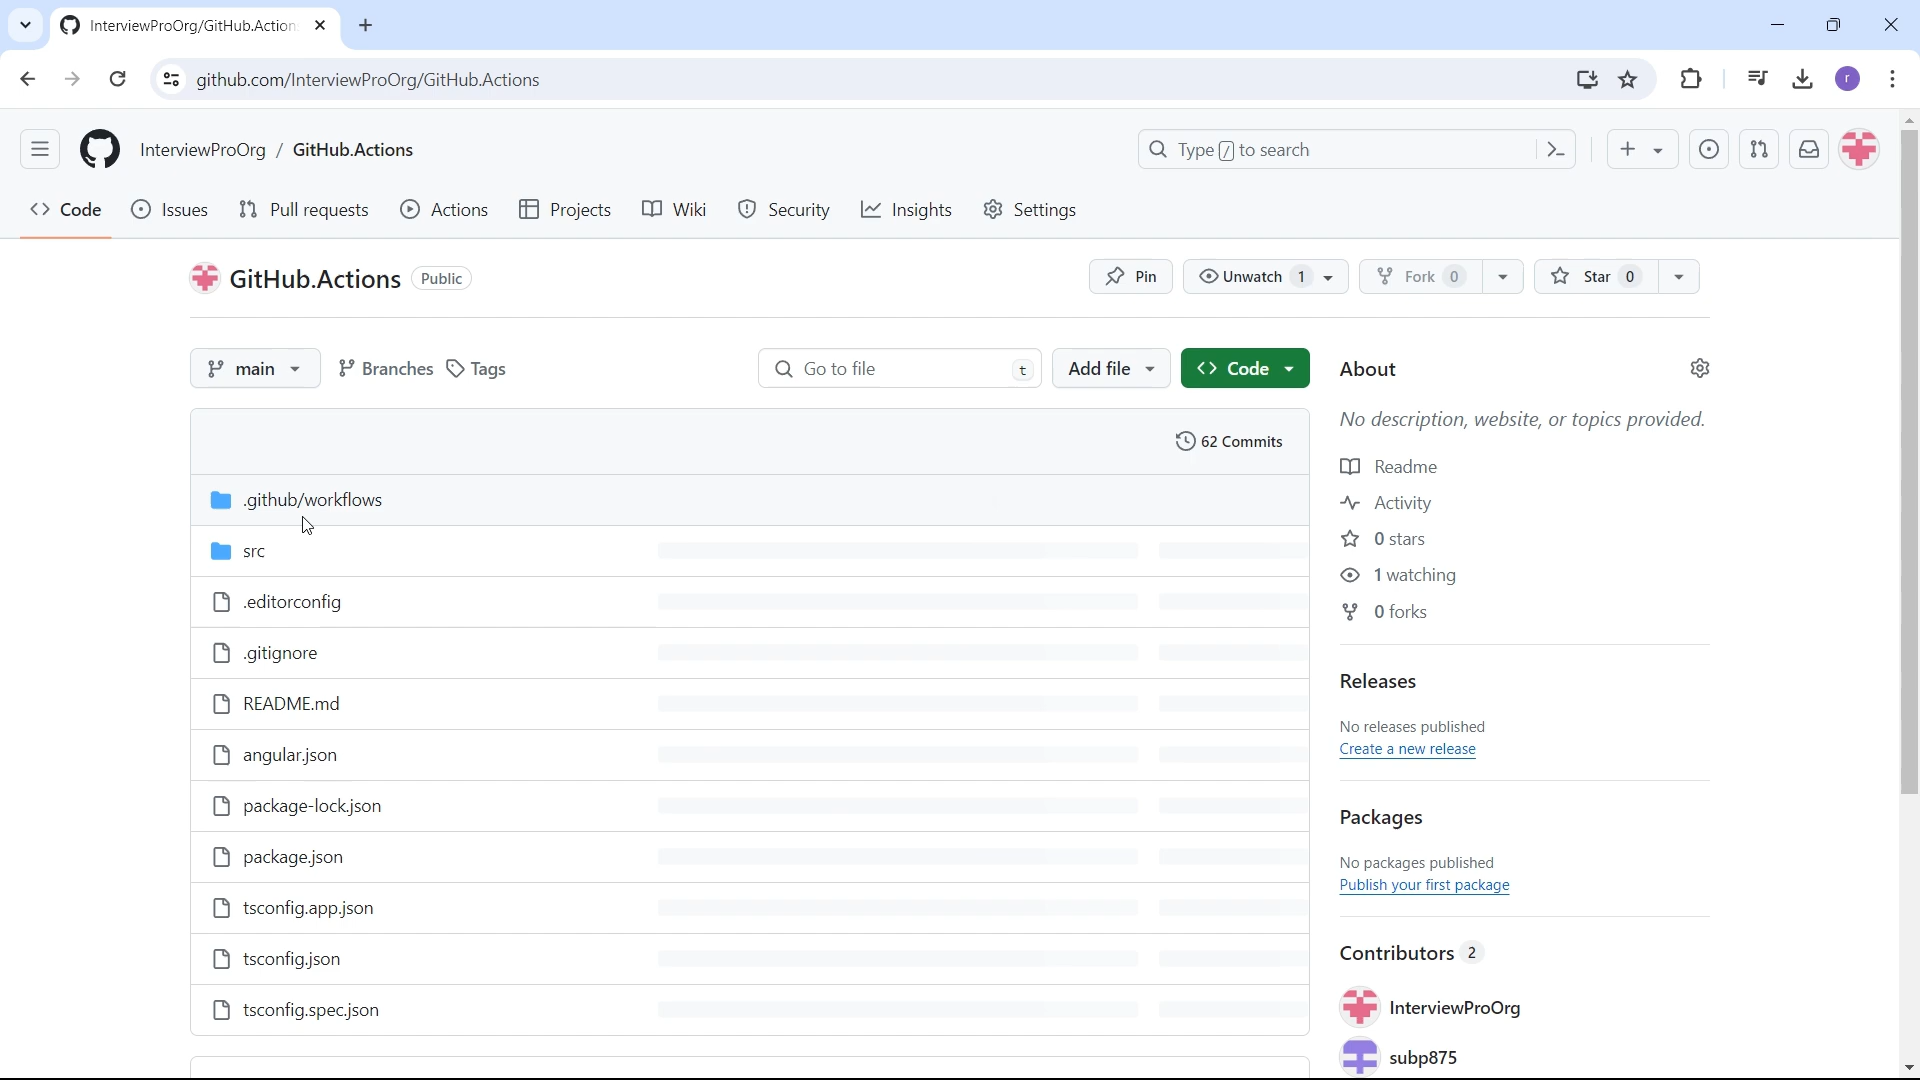 InterviewProOrg/GitHub.Action
github.com/InterviewProOrg/GitHub.Actions
r
InterviewProOrg / GitHub.Actions
Type / to search
Code Issues Pull requests Actions Projects Wiki Security Insights Settings
GitHub.Actions Public
Pin Unwatch 1 Fork 0 Star 0
main Branches Tags Go to file t Add file Code
About
No description, website, or topics provided.
62 Commits
Readme
.github/workflows
Activity
src
0 stars
1 watching
.editorconfig
0 forks
.gitignore
Releases
README.md
No releases published
Create a new release
angular.json
package-lock.json
Packages
package.json
No packages published
Publish your first package
tsconfig.app.json
Contributors 2
tsconfig.json
tsconfig.spec.json
InterviewProOrg
subp875